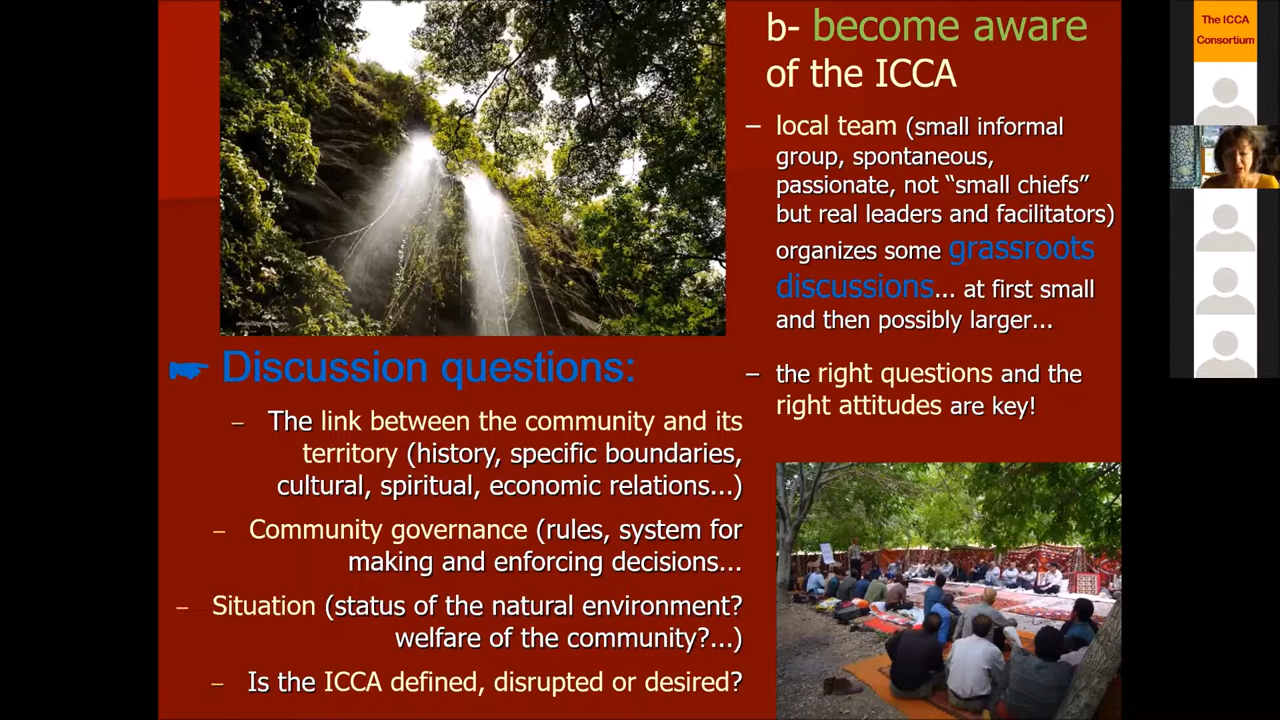 b- become aware
of the ICCA
– local team (small informal
group, spontaneous,
passionate, not “small chiefs”
but real leaders and facilitators)
organizes some grassroots
discussions... at first small
and then possibly larger...
– the right questions and the
right attitudes are key!
Discussion questions:
– The link between the community and its
territory (history, specific boundaries,
cultural, spiritual, economic relations...)
– Community governance (rules, system for
making and enforcing decisions...
– Situation (status of the natural environment?
welfare of the community?...)
– Is the ICCA defined, disrupted or desired?
The ICCA
Consortium